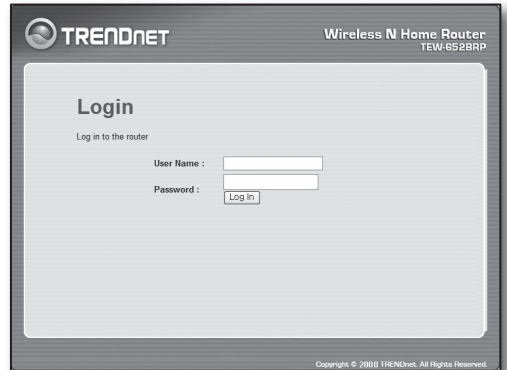 TRENDNET
Wireless N Home Router
TEW-652BRP
Login
Log in to the router
User Name :
Password :
Log In
Copyright © 2008 TRENDnet. All Rights Reserved.